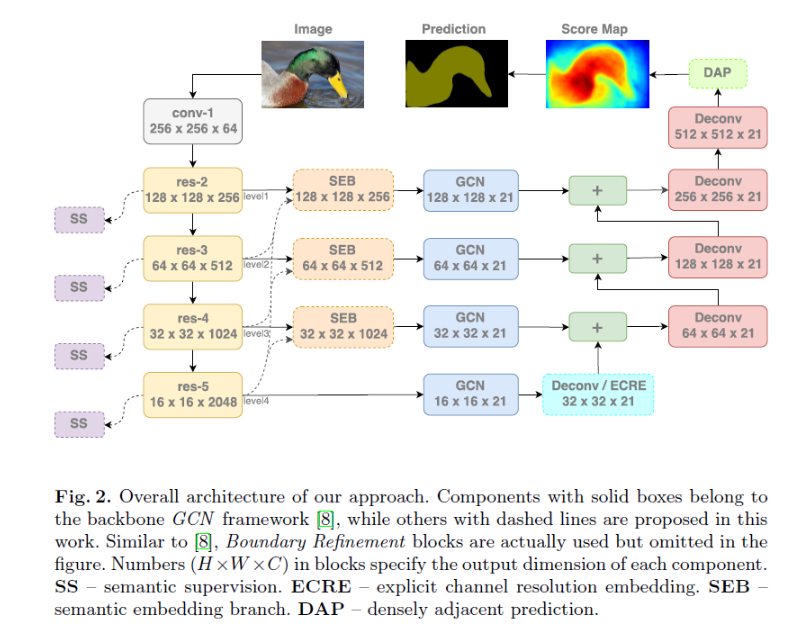 Image
Prediction
Score Map
DAP
conv-1
256 x 256 x 64
Deconv
512 x 512 x 21
res-2
128 x 128 x 256
level1
SEB
128 x 128 x 256
GCN
128 x 128 x 21
+
Deconv
256 x 256 x 21
SS
res-3
64 x 64 x 512
level2
SEB
64 x 64 x 512
GCN
64 x 64 x 21
+
Deconv
128 x 128 x 21
SS
res-4
32 x 32 x 1024
level3
SEB
32 x 32 x 1024
GCN
32 x 32 x 21
+
Deconv
64 x 64 x 21
SS
res-5
16 x 16 x 2048
level4
GCN
16 x 16 x 21
Deconv / ECRE
32 x 32 x 21
SS
Fig. 2. Overall architecture of our approach. Components with solid boxes belong to
the backbone GCN framework [8], while others with dashed lines are proposed in this
work. Similar to [8], Boundary Refinement blocks are actually used but omitted in the
figure. Numbers (H×W×C) in blocks specify the output dimension of each component.
SS – semantic supervision. ECRE – explicit channel resolution embedding. SEB –
semantic embedding branch. DAP – densely adjacent prediction.